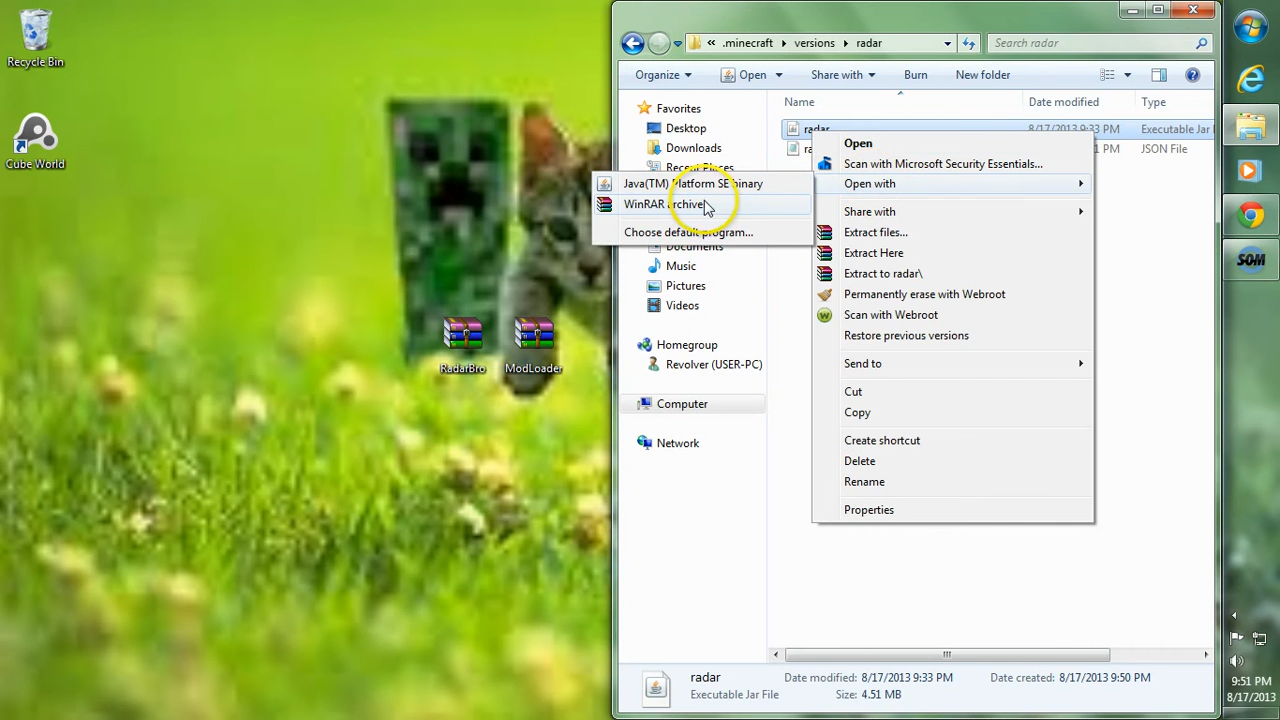 Recycle Bin
Cube World
RadarBro
ModLoader
« .minecraft versions radar
Search radar
Organize Open Share with Burn New folder
Favorites
Desktop
Downloads
Recent Places
Documents
Music
Pictures
Videos
Homegroup
Revolver (USER-PC)
Computer
Network
Name Date modified Type
radar 8/17/2013 9:33 PM Executable Jar
PM JSON File
Open
Scan with Microsoft Security Essentials...
Open with
Share with
Extract files...
Extract Here
Extract to radar\
Permanently erase with Webroot
Scan with Webroot
Restore previous versions
Send to
Cut
Copy
Create shortcut
Delete
Rename
Properties
Java(TM) Platform SE binary
WinRAR archiver
Choose default program...
radar Date modified: 8/17/2013 9:33 PM Date created: 8/17/2013 9:50 PM
Executable Jar File Size: 4.51 MB
SOM
9:51 PM
8/17/2013